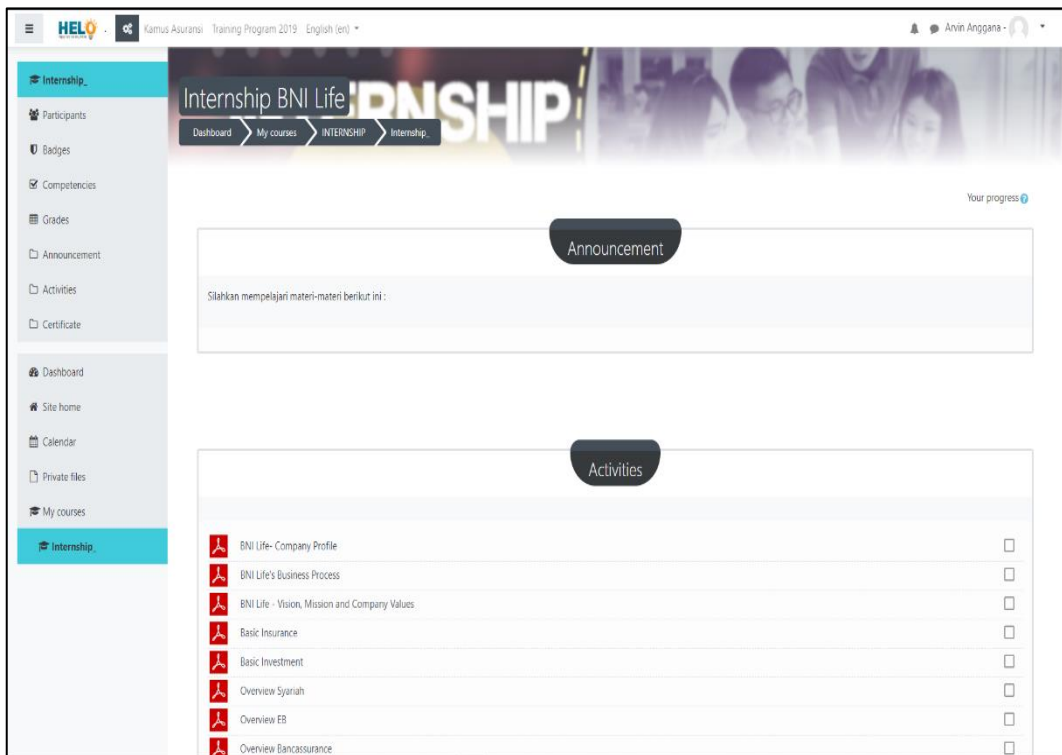 HELO
Kamus Asuransi Training Program 2019 English (en)
Arvin Anggana -
Internship_
Participants
Badges
Competencies
Grades
Announcement
Activities
Certificate
Dashboard
Site home
Calendar
Private files
My courses
Internship_
INTERNSHIP
Internship BNI Life
Dashboard My courses INTERNSHIP Internship_
Your progress
Announcement
Silahkan mempelajari materi-materi berikut ini :
Activities
BNI Life- Company Profile
BNI Life's Business Process
BNI Life - Vision, Mission and Company Values
Basic Insurance
Basic Investment
Overview Syariah
Overview EB
Overview Bancassurance